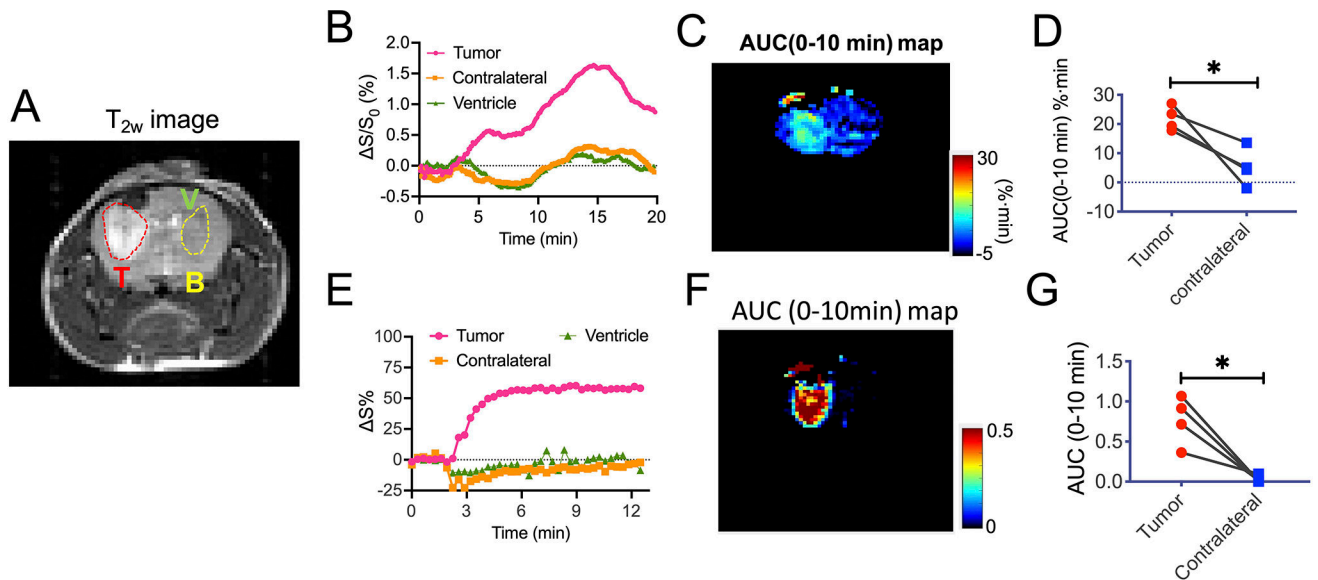 A
T2w image
V
T
B
B
Tumor
Contralateral
Ventricle
ΔS/S0 (%)
2.0
1.5
1.0
0.5
0.0
-0.5
0
5
10
15
20
Time (min)
C
AUC(0-10 min) map
30
(%·min)
-5
D
AUC(0-10 min) %·min
30
20
10
0
-10
*
Tumor
contralateral
E
Tumor
Ventricle
Contralateral
ΔS%
100
75
50
25
0
-25
0
3
6
9
12
Time (min)
F
AUC (0-10min) map
0.5
0
G
AUC (0-10 min)
1.5
1.0
0.5
0.0
*
Tumor
Contralateral